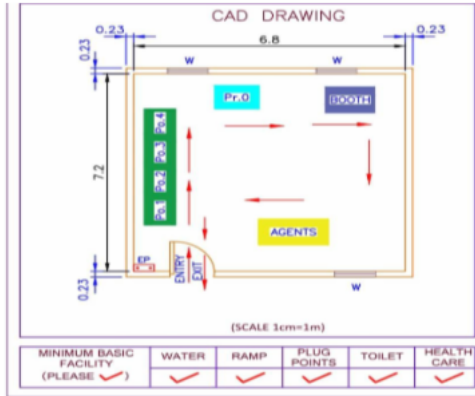 CAD DRAWING
0.23
6.8
0.23
0.23
W
W
Pr.O
BOOTH
Po.4
Po.3
Po.2
Po.1
7.2
AGENTS
EP
ENTRY
EXIT
0.23
W
(SCALE 1cm=1m)
MINIMUM BASIC FACILITY (PLEASE ✓)
WATER
RAMP
PLUG POINTS
TOILET
HEALTH CARE
✓ ✓ ✓ ✓ ✓